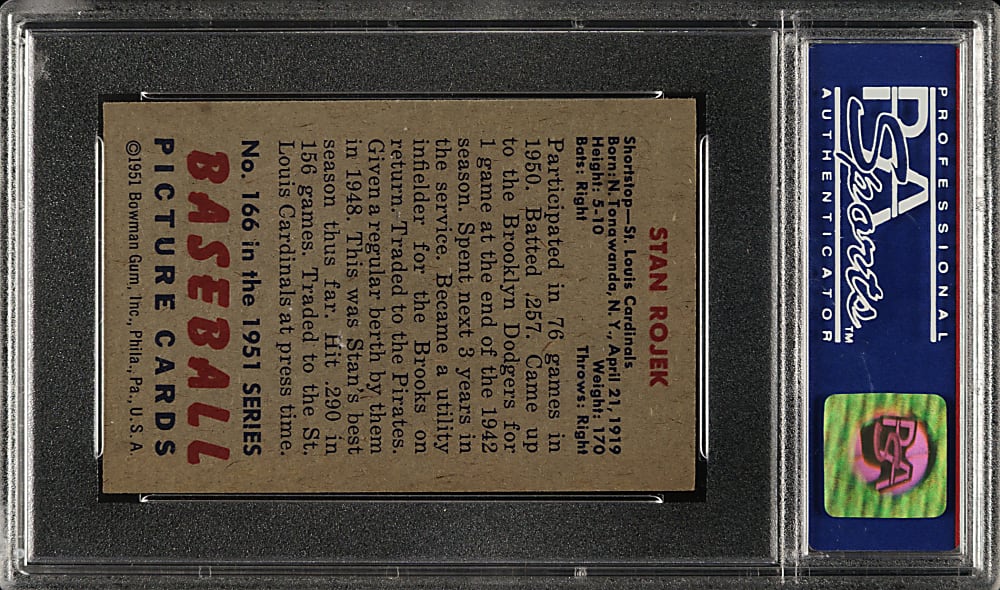 PROFESSIONAL
PSA
Sports™
AUTHENTICATOR
PSA
STAN ROJEK
Shortstop—St. Louis Cardinals
Born: N. Tonawanda, N. Y., April 21, 1919
Height: 5-10 Weight: 170
Bats: Right Throws: Right
Participated in 76 games in
1950. Batted .257. Came up
to the Brooklyn Dodgers for
1 game at the end of the 1942
season. Spent next 3 years in
the service. Became a utility
infielder for the Brooks on
return. Traded to the Pirates.
Given a regular berth by them
in 1948. This was Stan's best
season thus far. Hit .290 in
156 games. Traded to the St.
Louis Cardinals at press time.
No. 166 in the 1951 SERIES
BASEBALL
PICTURE CARDS
©1951 Bowman Gum, Inc., Phila., Pa., U. S. A.